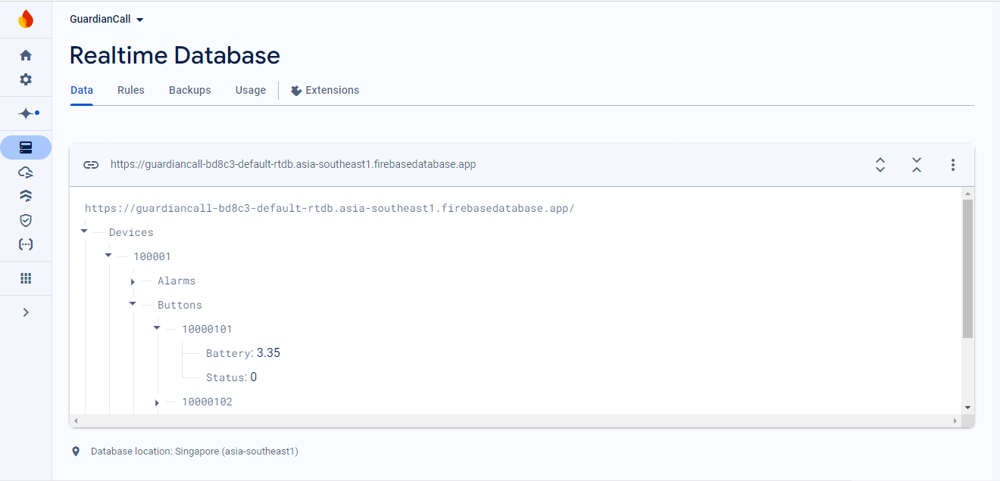 GuardianCall
Realtime Database
Data Rules Backups Usage Extensions
https://guardiancall-bd8c3-default-rtdb.asia-southeast1.firebasedatabase.app
https://guardiancall-bd8c3-default-rtdb.asia-southeast1.firebasedatabase.app/
Devices
100001
Alarms
Buttons
10000101
Battery: 3.35
Status: 0
10000102
Database location: Singapore (asia-southeast1)